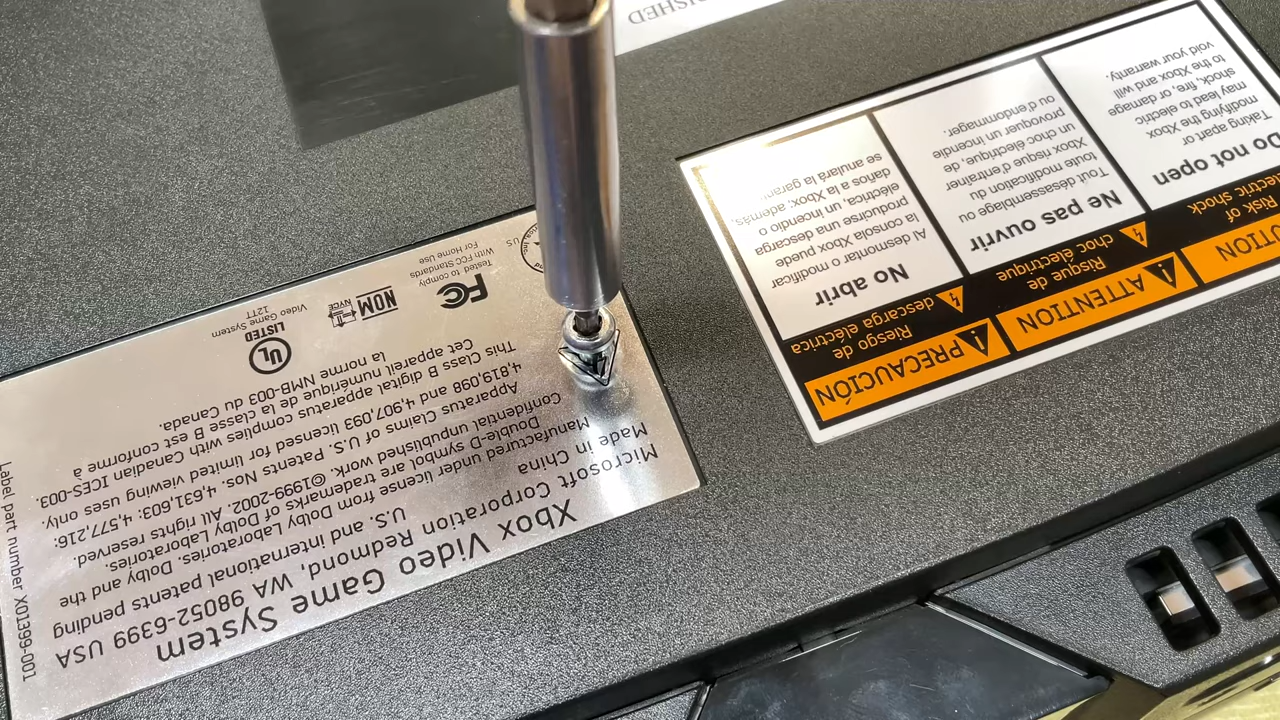 Xbox Video Game System
Microsoft Corporation Redmond, WA 98052-6399 USA
Made in China
U.S. and international patents pending
Manufactured under license from Dolby Laboratories. Dolby and the
Double-D symbol are trademarks of Dolby Laboratories.
Confidential unpublished work. ©1999-2002. All rights reserved.
Apparatus Claims of U.S. Patents Nos. 4,631,603; 4,577,216;
4,819,098 and 4,907,093 licensed for limited viewing uses only.
This Class B digital apparatus complies with Canadian ICES-003.
Cet appareil numérique de la classe B est conforme à
la norme NMB-003 du Canada.
UL
LISTED
Video Game System
12TT
NOM
NYCE
FC
Tested to comply
With FCC Standards
For Home Use
Label part number X01399-001
Risk of
electric shock
Do not open
Taking apart or
modifying the Xbox
may lead to electric
shock, fire, or damage
to the Xbox and will
void your warranty.
ATTENTION
Risque de
choc électrique
Ne pas ouvrir
Tout désassemblage ou
toute modification du
Xbox risque d'entraîner
un choc électrique, de
provoquer un incendie
ou d'endommager.
PRECAUCIÓN
Riesgo de
descarga eléctrica
No abrir
Al desmontar o modificar
la consola Xbox puede
producirse una descarga
eléctrica, un incendio o
daños a la Xbox; además,
se anulará la